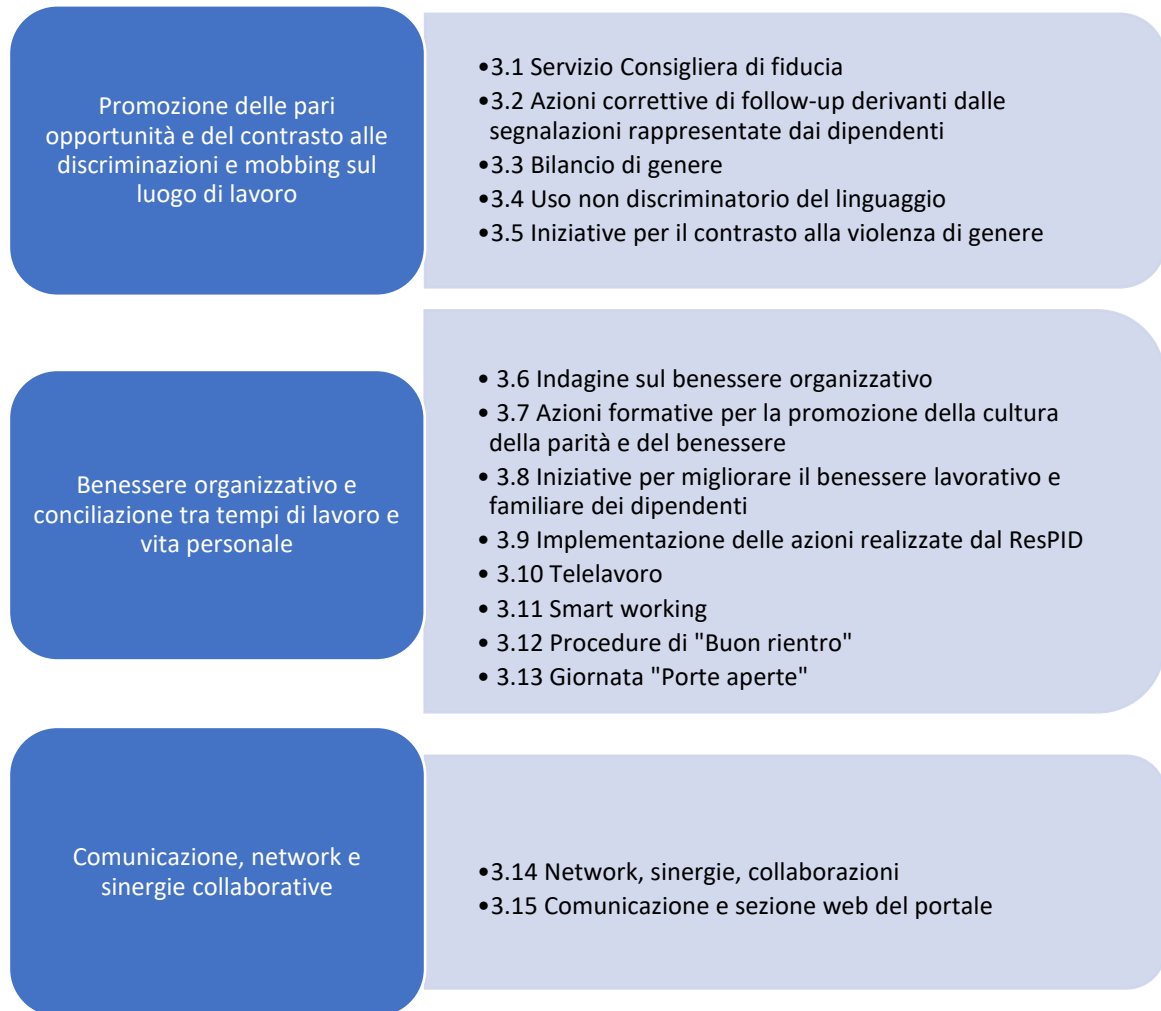 Promozione delle pari
opportunità e del contrasto alle
discriminazioni e mobbing sul
luogo di lavoro
•3.1 Servizio Consigliera di fiducia
•3.2 Azioni correttive di follow-up derivanti dalle
segnalazioni rappresentate dai dipendenti
•3.3 Bilancio di genere
•3.4 Uso non discriminatorio del linguaggio
•3.5 Iniziative per il contrasto alla violenza di genere
Benessere organizzativo e
conciliazione tra tempi di lavoro e
vita personale
• 3.6 Indagine sul benessere organizzativo
• 3.7 Azioni formative per la promozione della cultura
della parità e del benessere
• 3.8 Iniziative per migliorare il benessere lavorativo e
familiare dei dipendenti
• 3.9 Implementazione delle azioni realizzate dal ResPID
• 3.10 Telelavoro
• 3.11 Smart working
• 3.12 Procedure di "Buon rientro"
• 3.13 Giornata "Porte aperte"
Comunicazione, network e
sinergie collaborative
•3.14 Network, sinergie, collaborazioni
•3.15 Comunicazione e sezione web del portale